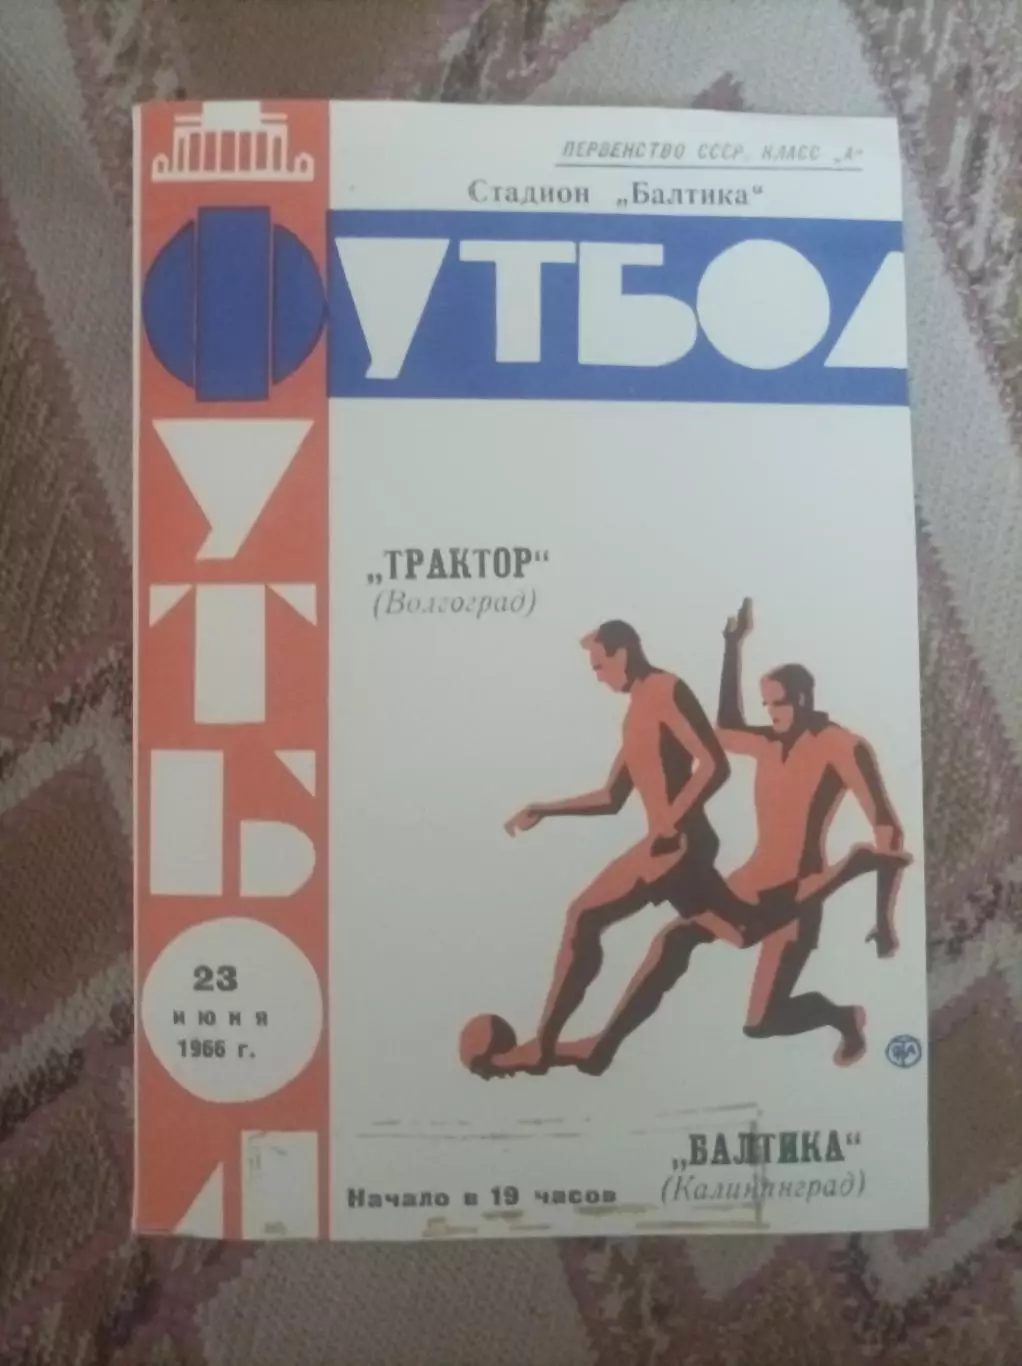 ПЕРВЕНСТВО СССР, КЛАСС „А"
Стадион „Балтика"
ФУТБОЛ
ФУТБОЛ
„ТРАКТОР"
(Волгоград)
23
июня
1966 г.
„БАЛТИКА"
(Калининград)
Начало в 19 часов